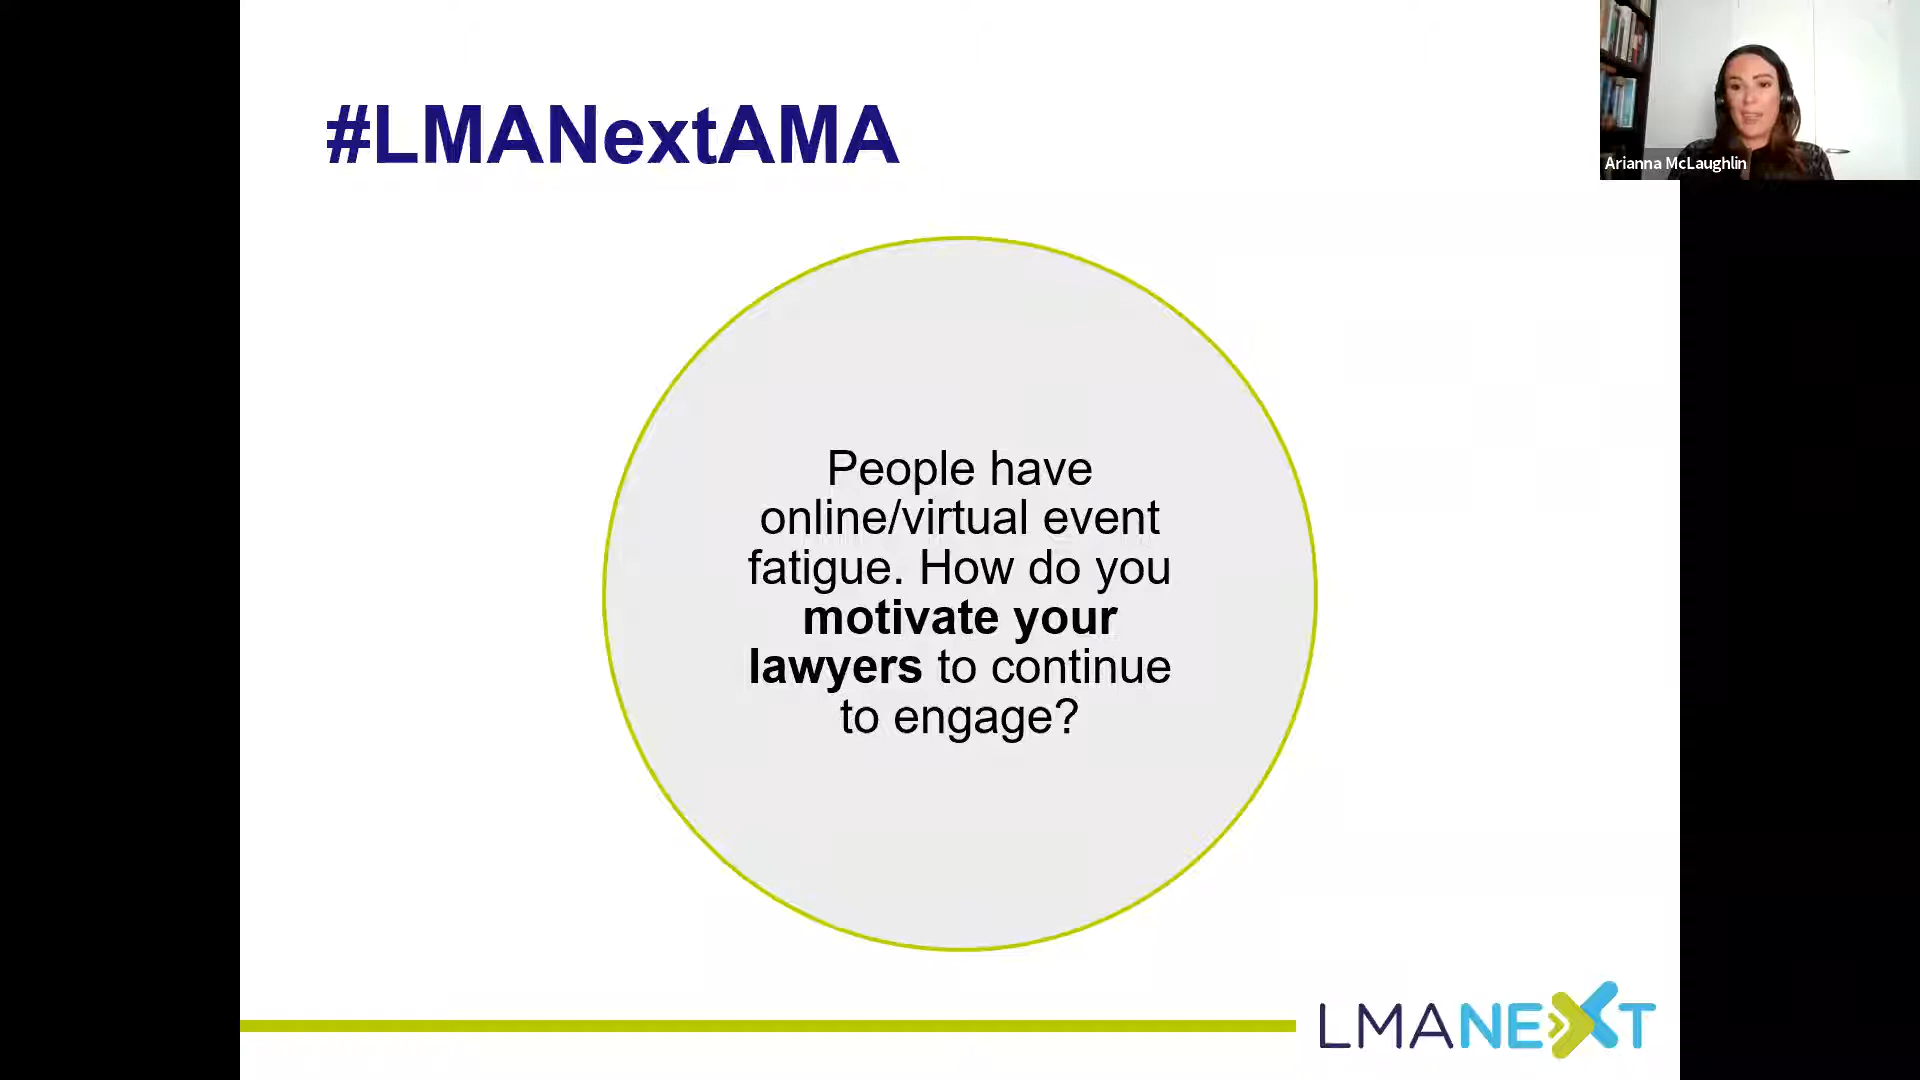 #LMANextAMA
Arianna McLaughlin
People have
online/virtual event
fatigue. How do you
motivate your
lawyers to continue
to engage?
LMANEXT